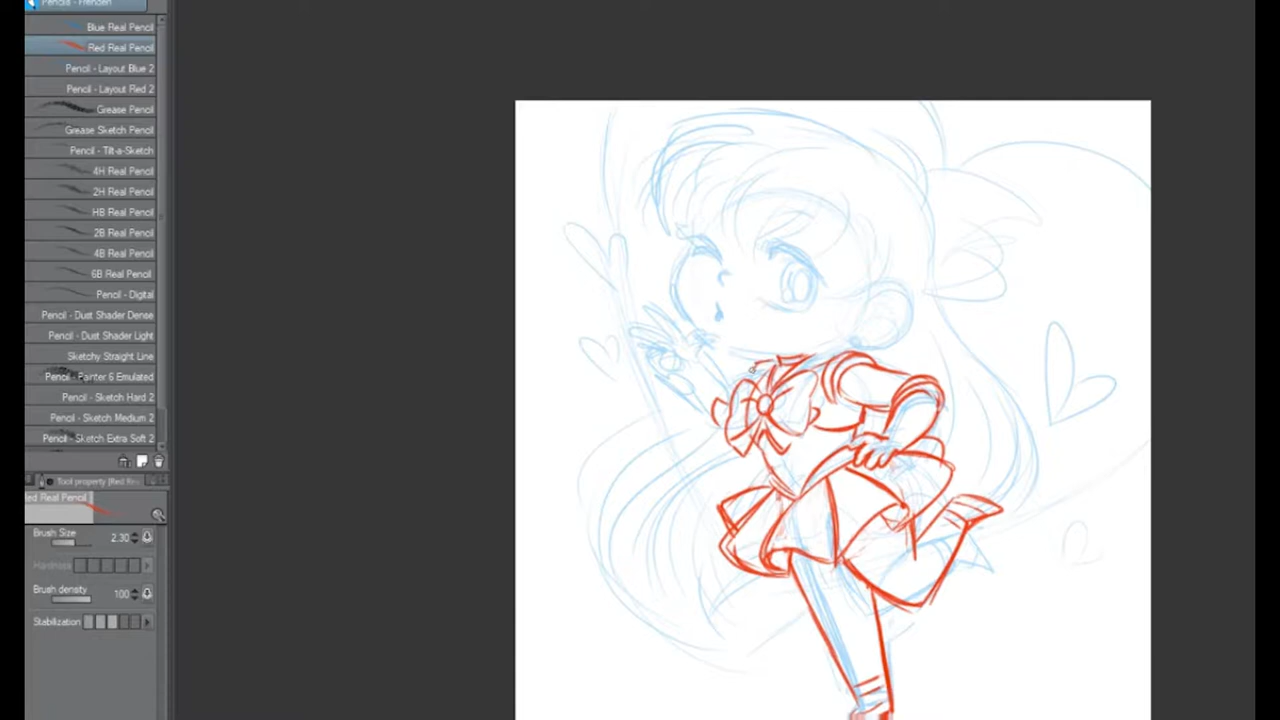 Pencils - Frenden
Blue Real Pencil
Red Real Pencil
Pencil - Layout Blue 2
Pencil - Layout Red 2
Grease Pencil
Grease Sketch Pencil
Pencil - Tilt-a-Sketch
4H Real Pencil
2H Real Pencil
HB Real Pencil
2B Real Pencil
4B Real Pencil
6B Real Pencil
Pencil - Digital
Pencil - Dust Shader Dense
Pencil - Dust Shader Light
Sketchy Straight Line
Pencil - Painter 6 Emulated
Pencil - Sketch Hard 2
Pencil - Sketch Medium 2
Pencil - Sketch Extra Soft 2
Tool property [Red Re
ed Real Pencil
Brush Size 2.30
Hardness
Brush density 100
Stabilization